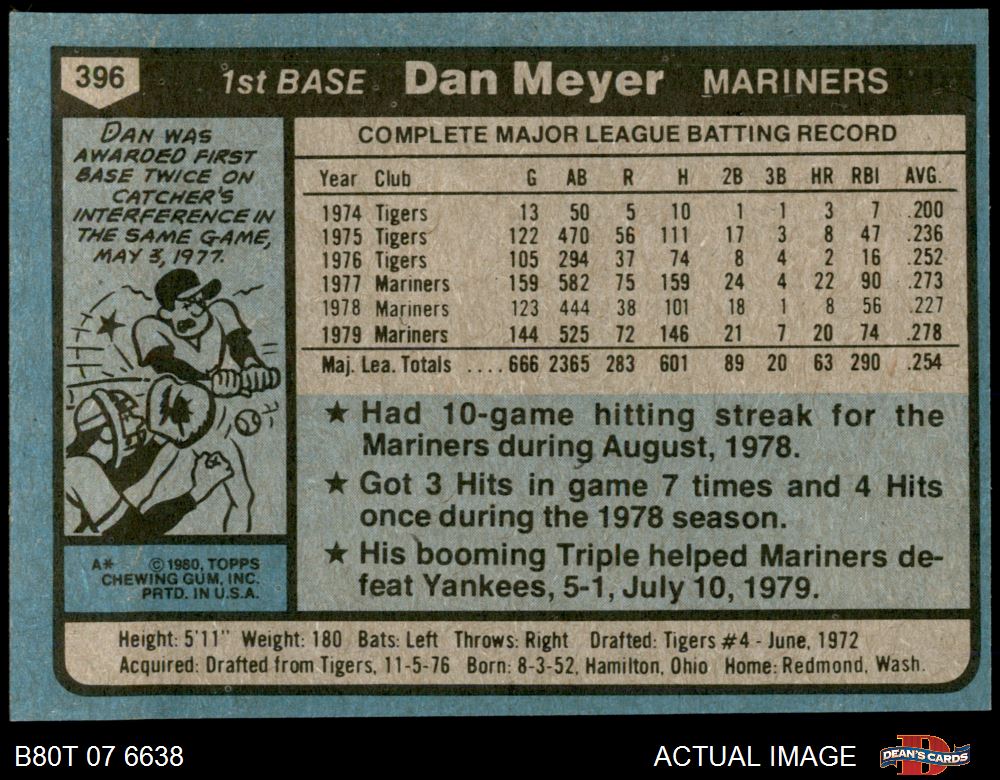 396 1st BASE Dan Meyer MARINERS
DAN WAS
AWARDED FIRST
BASE TWICE ON
CATCHER'S
INTERFERENCE IN
THE SAME GAME,
MAY 3, 1977.
COMPLETE MAJOR LEAGUE BATTING RECORD
Year Club G AB R H 2B 3B HR RBI AVG.
1974 Tigers 13 50 5 10 1 1 3 7 .200
1975 Tigers 122 470 56 111 17 3 8 47 .236
1976 Tigers 105 294 37 74 8 4 2 16 .252
1977 Mariners 159 582 75 159 24 4 22 90 .273
1978 Mariners 123 444 38 101 18 1 8 56 .227
1979 Mariners 144 525 72 146 21 7 20 74 .278
Maj. Lea. Totals .... 666 2365 283 601 89 20 63 290 .254
★ Had 10-game hitting streak for the
Mariners during August, 1978.
★ Got 3 Hits in game 7 times and 4 Hits
once during the 1978 season.
★ His booming Triple helped Mariners de-
feat Yankees, 5-1, July 10, 1979.
A* © 1980, TOPPS
CHEWING GUM, INC.
PRTD. IN U.S.A.
Height: 5'11" Weight: 180 Bats: Left Throws: Right Drafted: Tigers #4 - June, 1972
Acquired: Drafted from Tigers, 11-5-76 Born: 8-3-52, Hamilton, Ohio Home: Redmond, Wash.
B80T 07 6638 ACTUAL IMAGE DEAN'S CARDS